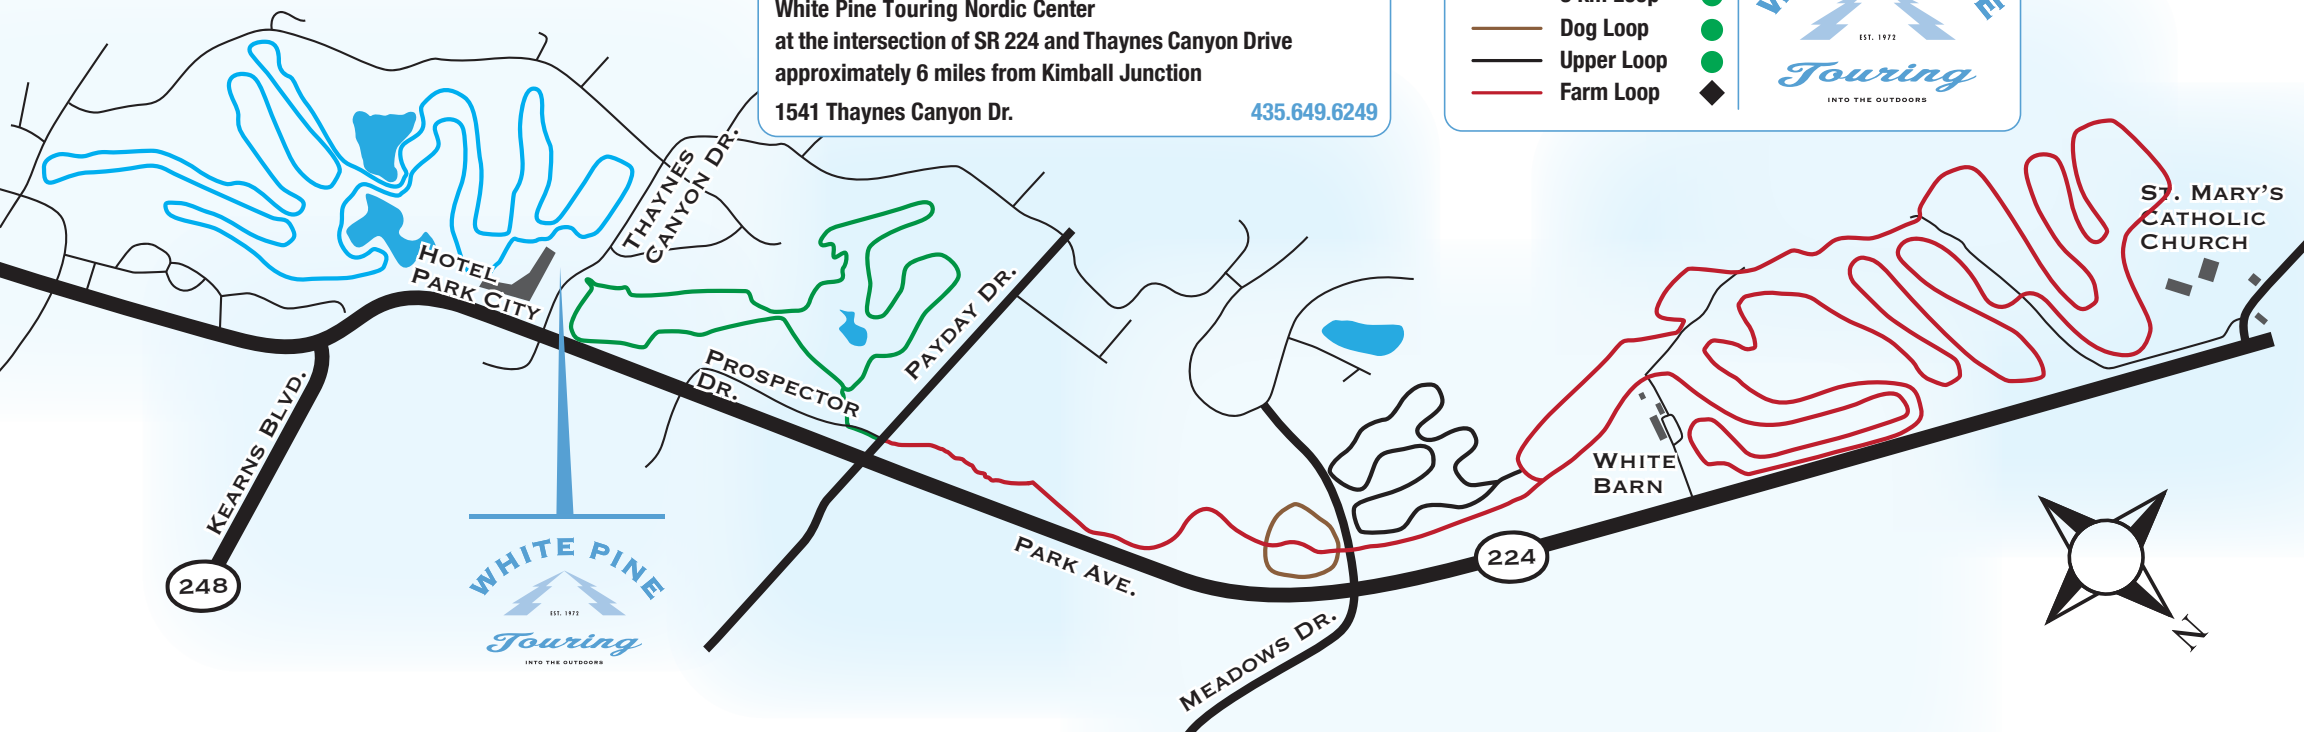 White Pine Touring Nordic Center
at the intersection of SR 224 and Thaynes Canyon Drive
approximately 6 miles from Kimball Junction
1541 Thaynes Canyon Dr.
435.649.6249
Dog Loop
Upper Loop
Farm Loop
EST. 1972
Touring
INTO THE OUTDOORS
THAYNES
CANYON DR.
HOTEL
PARK CITY
PAYDAY DR.
PROSPECTOR
DR.
KEARNS BLVD.
248
WHITE PINE
EST. 1972
Touring
INTO THE OUTDOORS
PARK AVE.
MEADOWS DR.
224
WHITE
BARN
ST. MARY'S
CATHOLIC
CHURCH
N